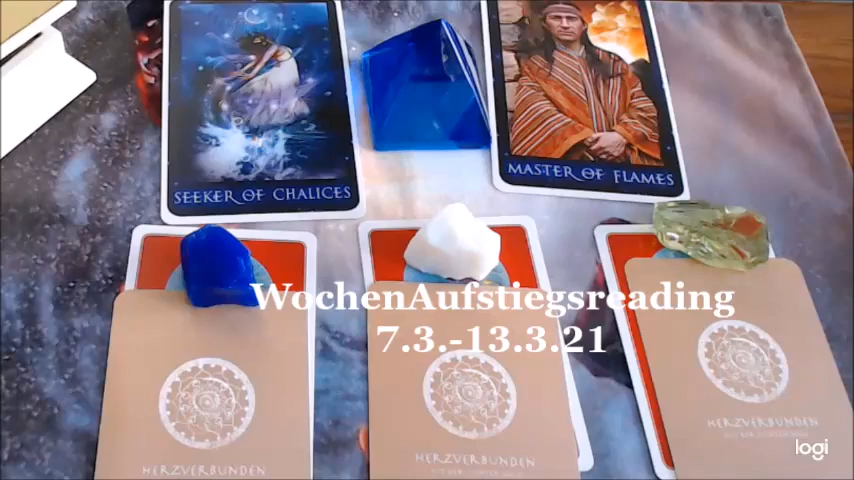 SEEKER OF CHALICES
MASTER OF FLAMES
WochenAufstiegsreading
7.3.-13.3.21
HERZVERBUNDEN
HERZVERBUNDEN
HERZVERBUNDEN
logi